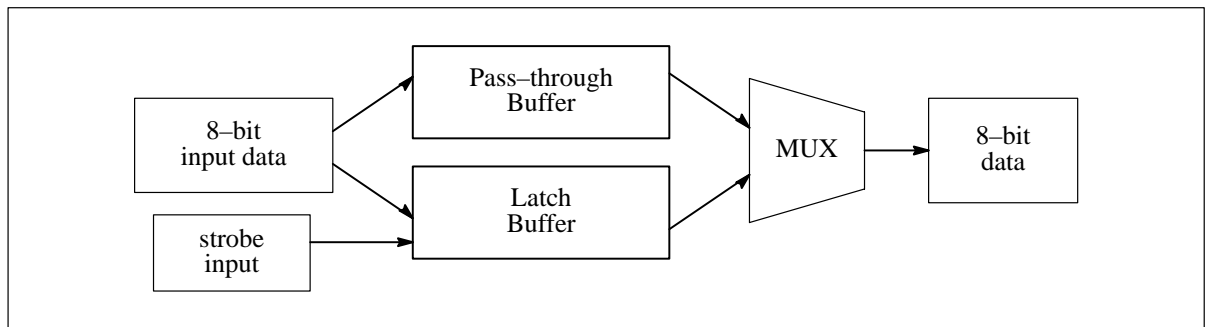 8–bit
input data
strobe
input
Pass–through
Buffer
Latch
Buffer
MUX
8–bit
data